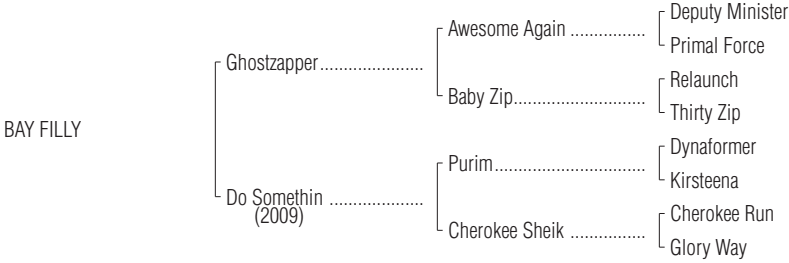 Deputy Minister
Awesome Again ................
Primal Force
Ghostzapper......................
Relaunch
Baby Zip............................
Thirty Zip
BAY FILLY
Dynaformer
Purim................................
Kirsteena
Do Somethin ....................
(2009)
Cherokee Run
Cherokee Sheik ................
Glory Way